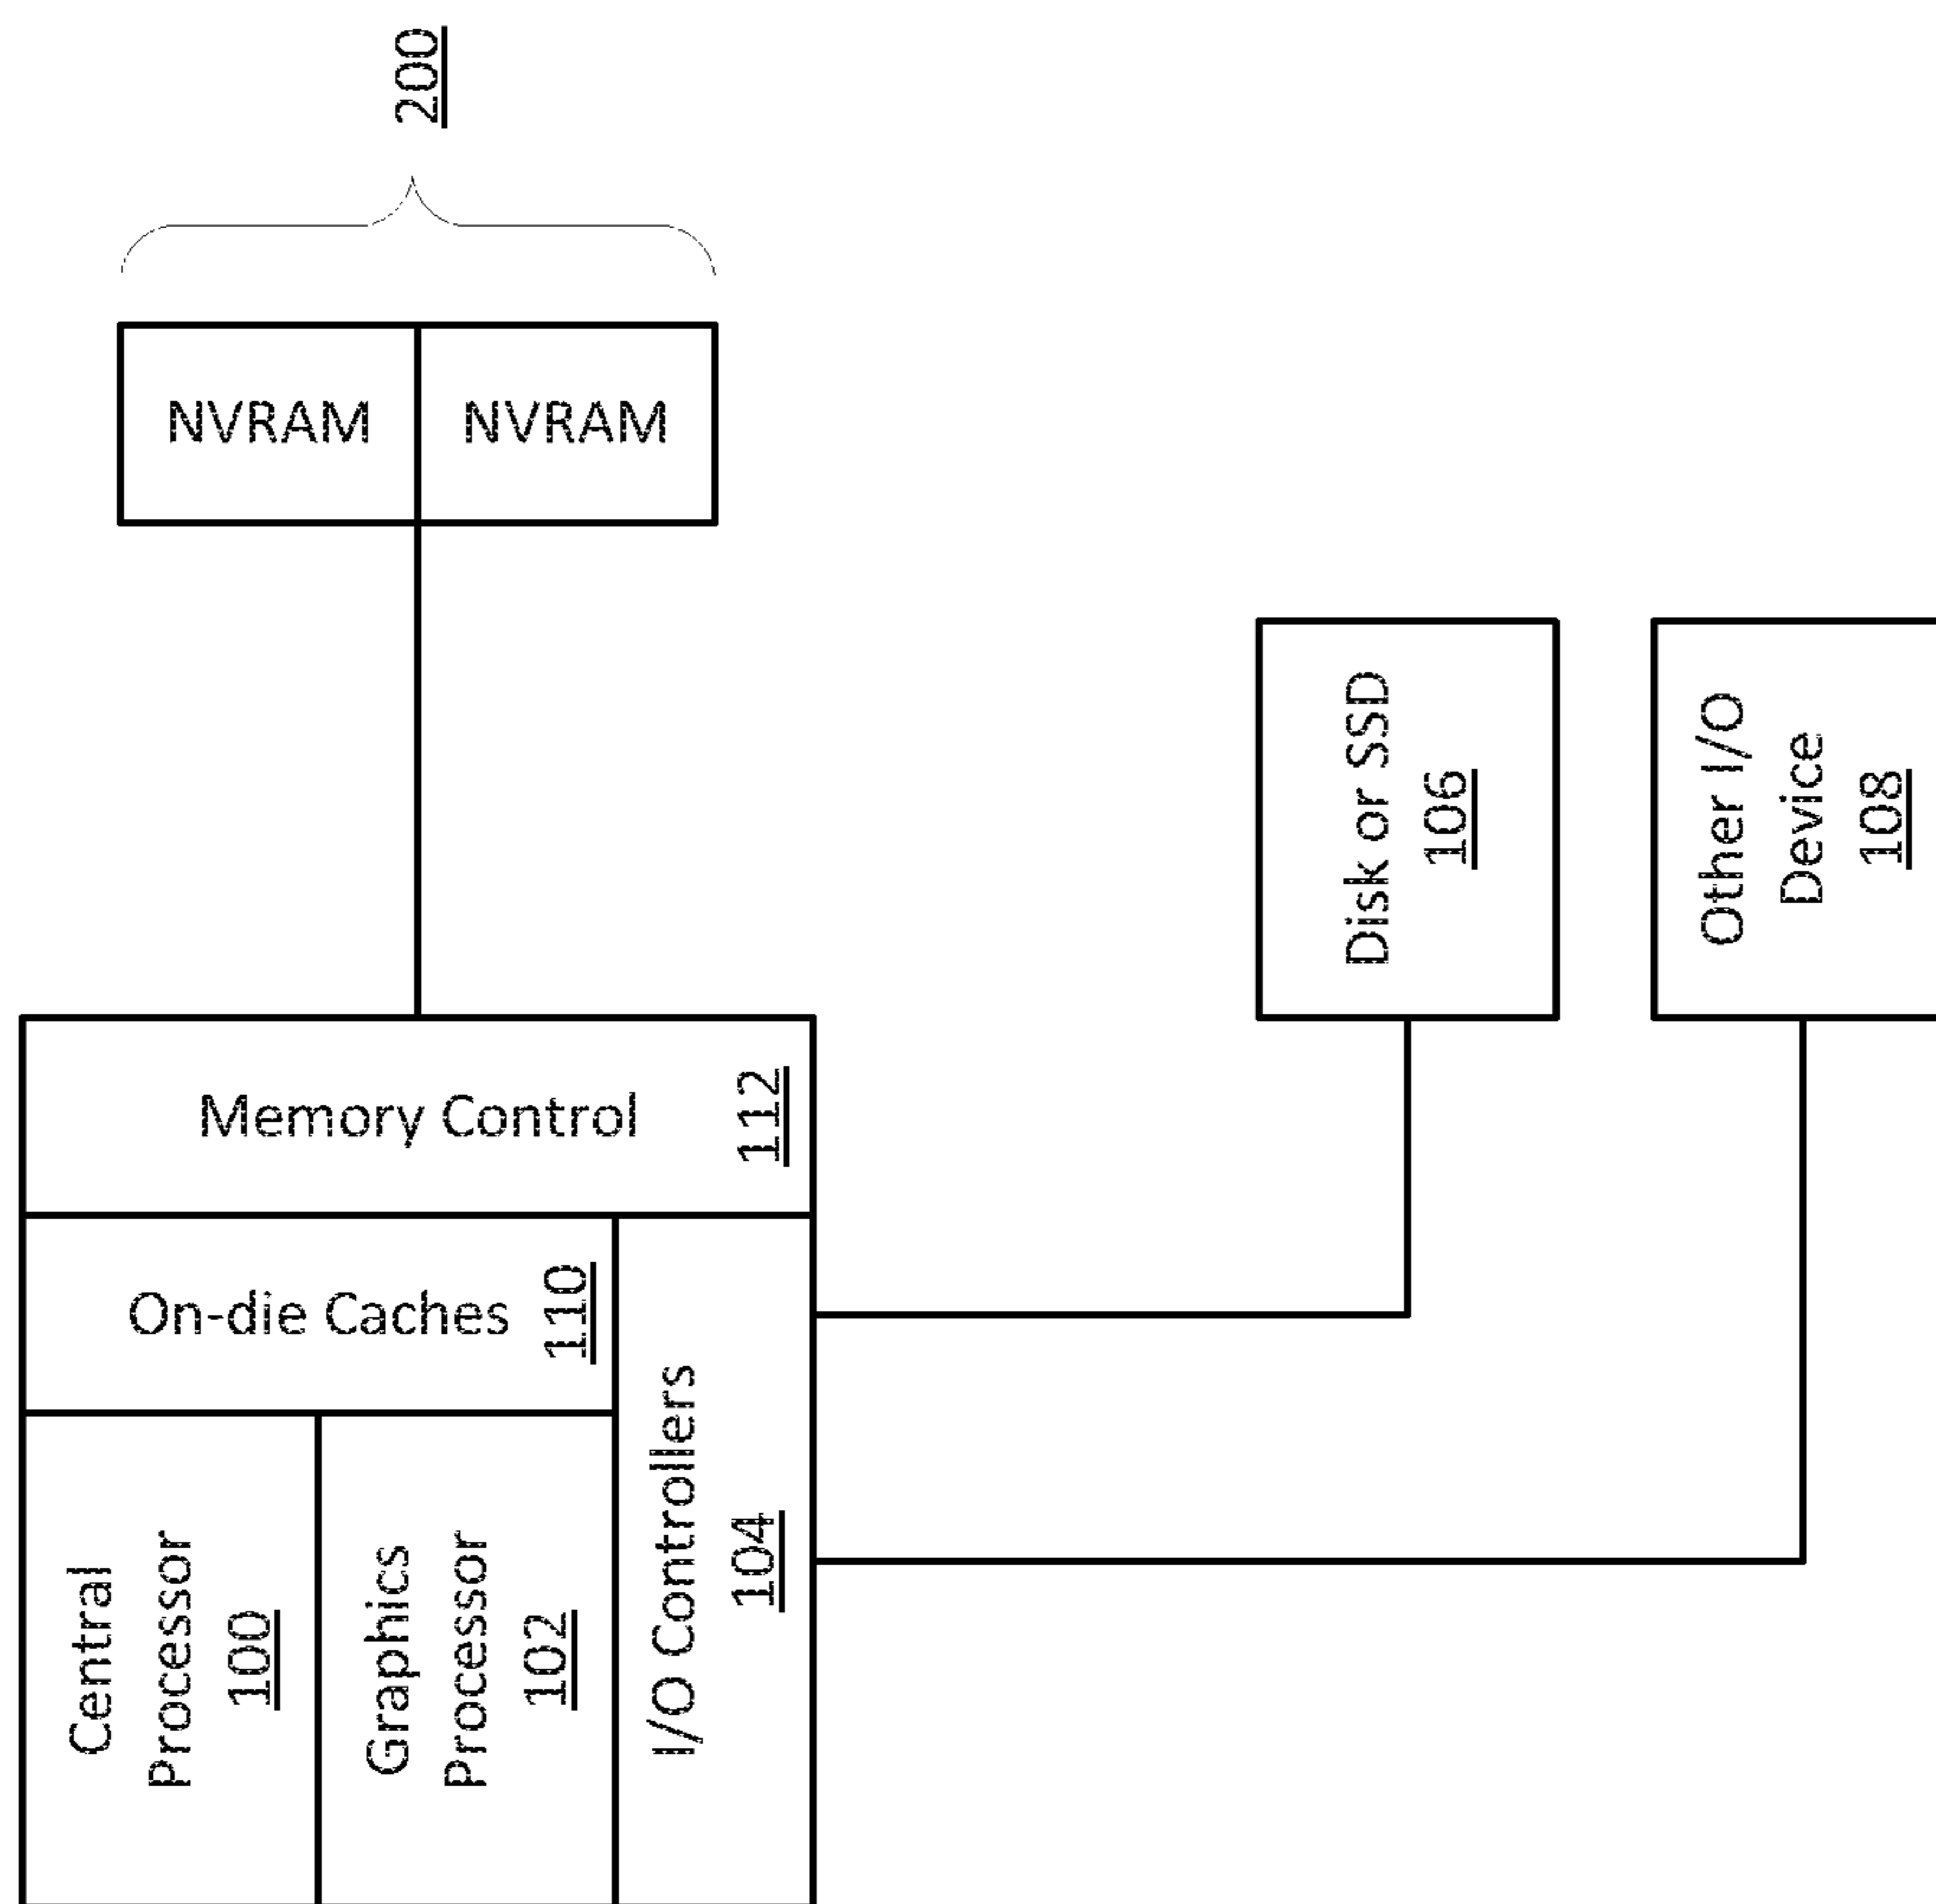 200
NVRAM
NVRAM
Memory Control
112
On-die Caches
110
Central
Processor
100
Graphics
Processor
102
I/O Controllers
104
Disk or SSD
106
Other I/O
Device
108